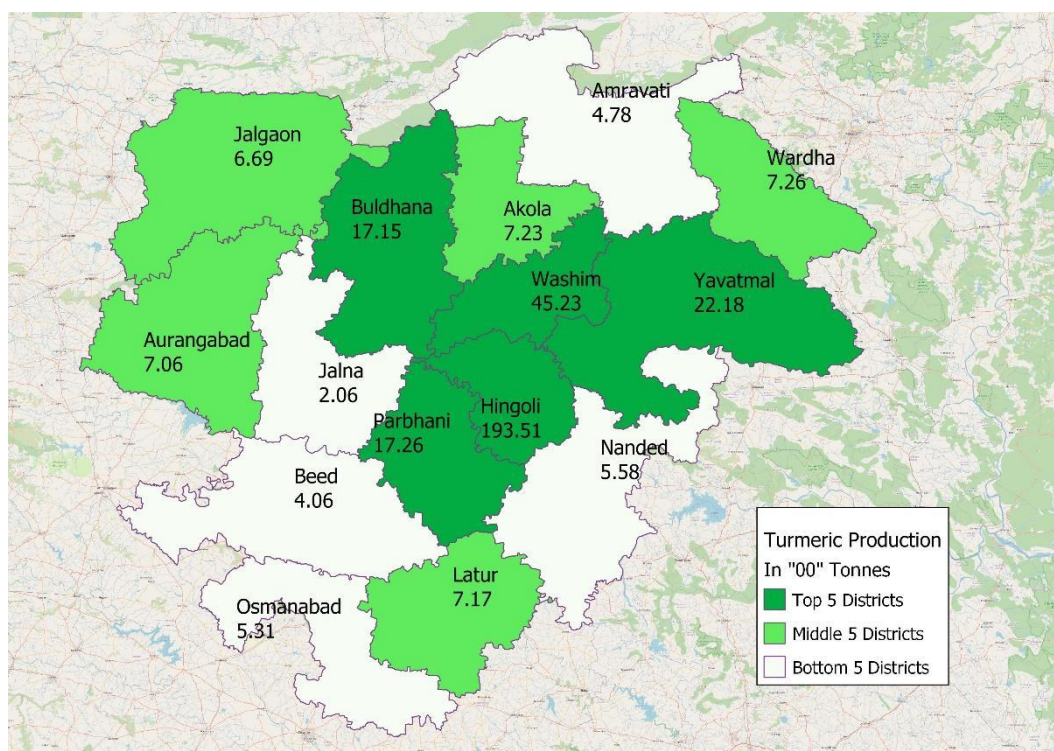 Amravati
4.78
Jalgaon
6.69
Wardha
7.26
Buldhana
17.15
Akola
7.23
Washim
45.23
Yavatmal
22.18
Aurangabad
7.06
Jalna
2.06
Hingoli
193.51
Parbhani
17.26
Nanded
5.58
Beed
4.06
Latur
7.17
Osmanabad
5.31
Turmeric Production
In "00" Tonnes
Top 5 Districts
Middle 5 Districts
Bottom 5 Districts